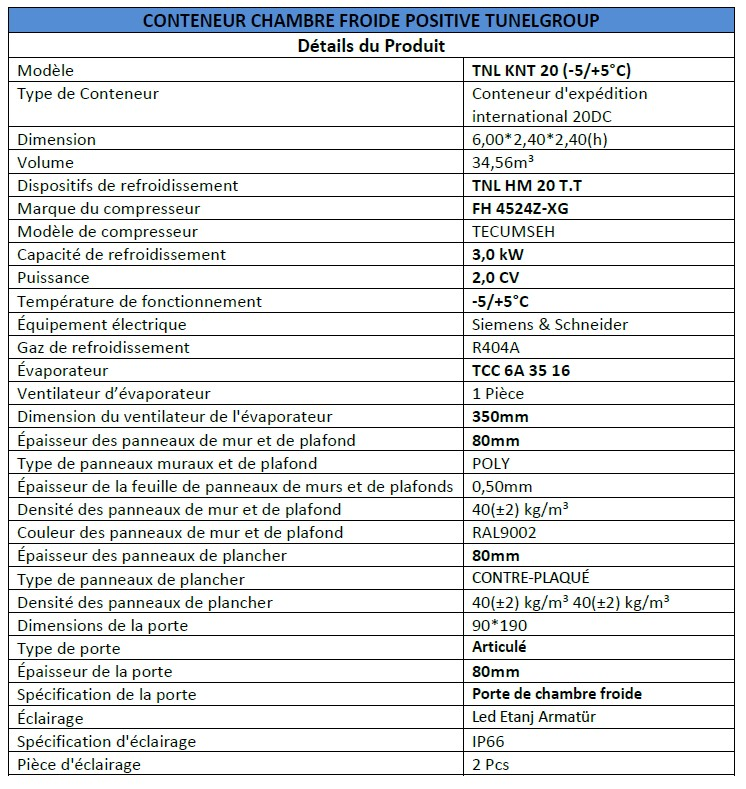 CONTENEUR CHAMBRE FROIDE POSITIVE TUNELGROUP
Détails du Produit
Modèle TNL KNT 20 (-5/+5°C)
Type de Conteneur Conteneur d'expédition
international 20DC
Dimension 6,00*2,40*2,40(h)
Volume 34,56m³
Dispositifs de refroidissement TNL HM 20 T.T
Marque du compresseur FH 4524Z-XG
Modèle de compresseur TECUMSEH
Capacité de refroidissement 3,0 kW
Puissance 2,0 CV
Température de fonctionnement -5/+5°C
Équipement électrique Siemens & Schneider
Gaz de refroidissement R404A
Évaporateur TCC 6A 35 16
Ventilateur d’évaporateur 1 Pièce
Dimension du ventilateur de l'évaporateur 350mm
Épaisseur des panneaux de mur et de plafond 80mm
Type de panneaux muraux et de plafond POLY
Épaisseur de la feuille de panneaux de murs et de plafonds 0,50mm
Densité des panneaux de mur et de plafond 40(±2) kg/m³
Couleur des panneaux de mur et de plafond RAL9002
Épaisseur des panneaux de plancher 80mm
Type de panneaux de plancher CONTRE-PLAQUÉ
Densité des panneaux de plancher 40(±2) kg/m³ 40(±2) kg/m³
Dimensions de la porte 90*190
Type de porte Articulé
Épaisseur de la porte 80mm
Spécification de la porte Porte de chambre froide
Éclairage Led Etanj Armatür
Spécification d'éclairage IP66
Pièce d'éclairage 2 Pcs